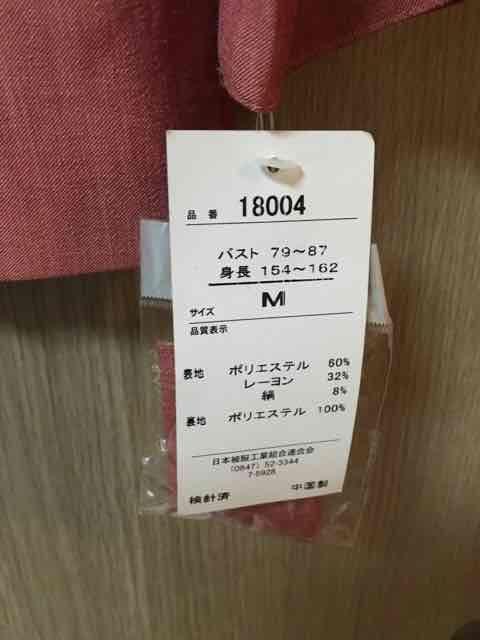 品番 18004
バスト 79～87
身長 154～162
サイズ M
品質表示
表地 ポリエステル 60%
レーヨン 32%
絹 8%
裏地 ポリエステル 100%
日本被服工業組合連合会
(0847) 52-3344
7-5928
検針済 中国製